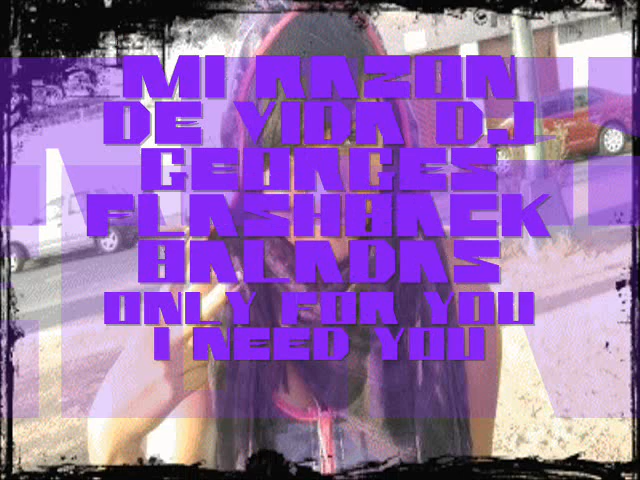 MI RAZON
DE VIDA DJ
GEORGES
FLASHBACK
BALADAS
ONLY FOR YOU
I NEED YOU